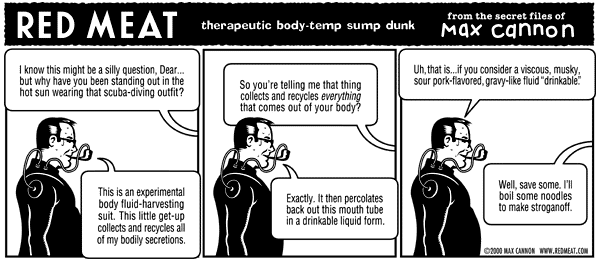 RED MEAT
therapeutic body-temp sump dunk
from the secret files of
max cannon
I know this might be a silly question, Dear...
but why have you been standing out in the
hot sun wearing that scuba-diving outfit?
This is an experimental
body fluid-harvesting
suit. This little get-up
collects and recycles all
of my bodily secretions.
So you're telling me that thing
collects and recycles everything
that comes out of your body?
Exactly. It then percolates
back out this mouth tube
in a drinkable liquid form.
Uh, that is...if you consider a viscous, musky,
sour pork-flavored, gravy-like fluid "drinkable."
Well, save some. I'll
boil some noodles
to make stroganoff.
©2000 MAX CANNON WWW.REDMEAT.COM